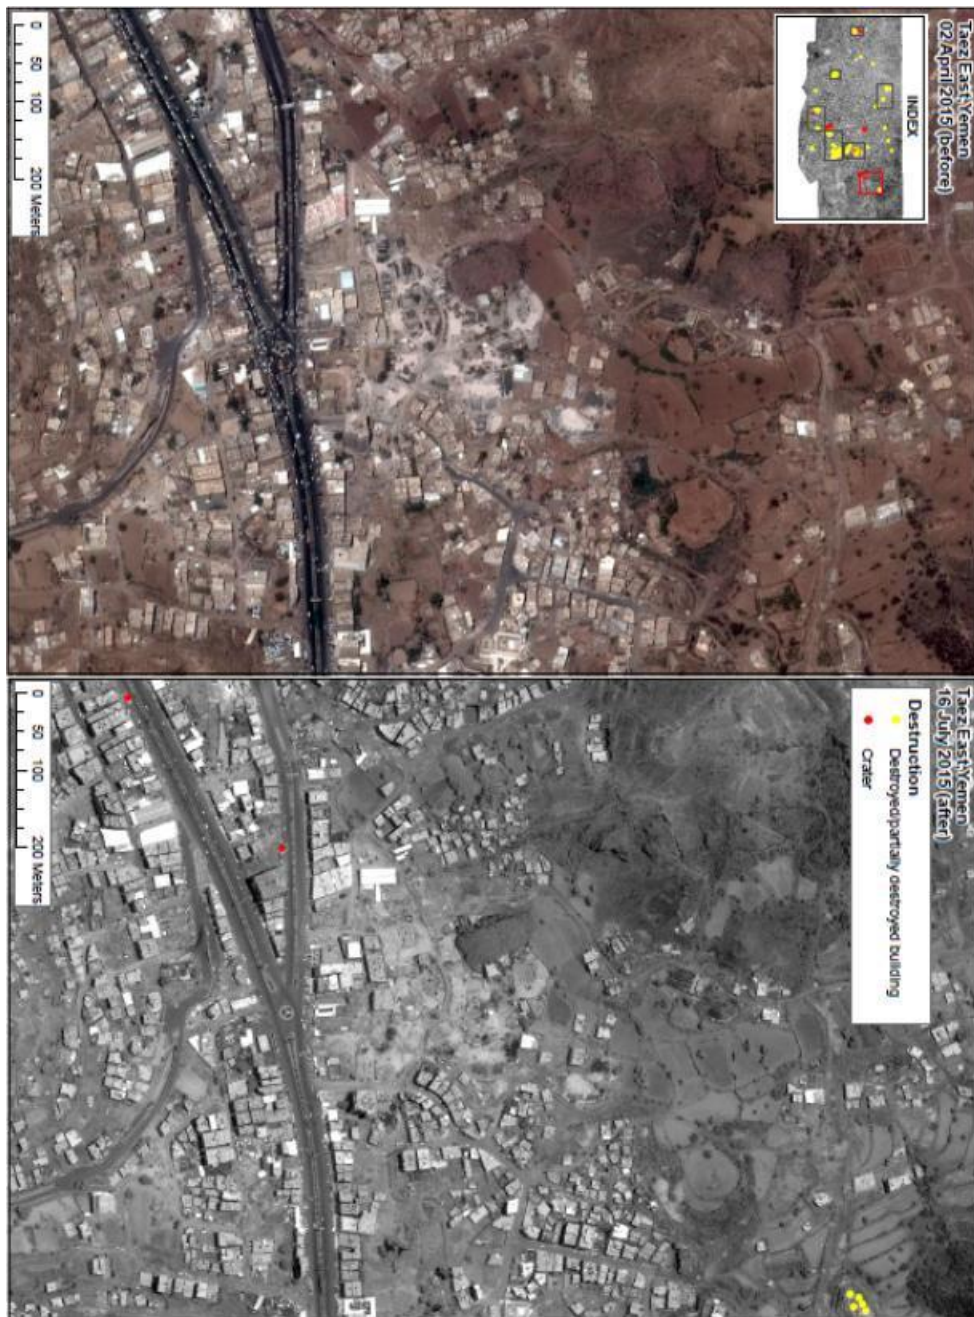 Taez East Yemen
02 April 2015 (before)
INDEX
0 50 100 200 Meters
Taez East Yemen
16 July 2015 (after)
Destruction
Destroyed/partially destroyed building
Crater
0 50 100 200 Meters